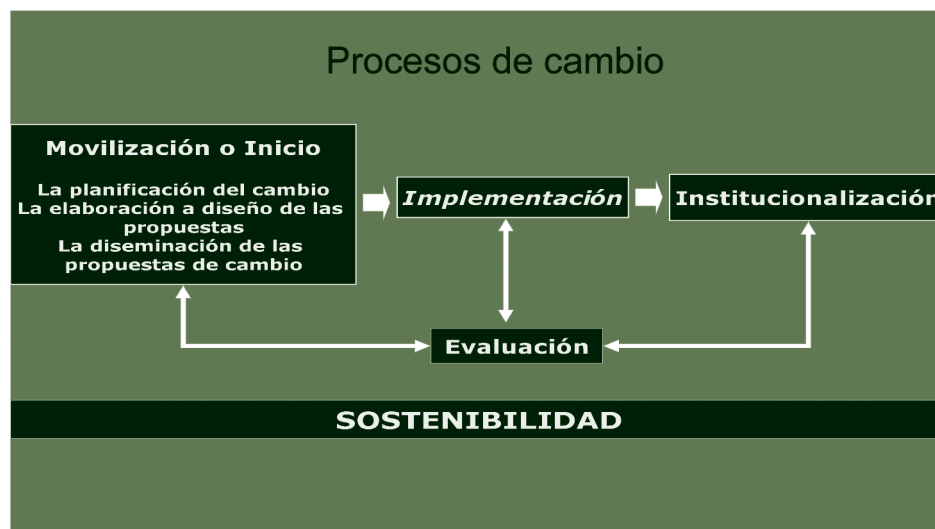 Procesos de cambio
Movilización o Inicio
La planificación del cambio
La elaboración a diseño de las
propuestas
La diseminación de las
propuestas de cambio
Implementación
Institucionalización
Evaluación
SOSTENIBILIDAD